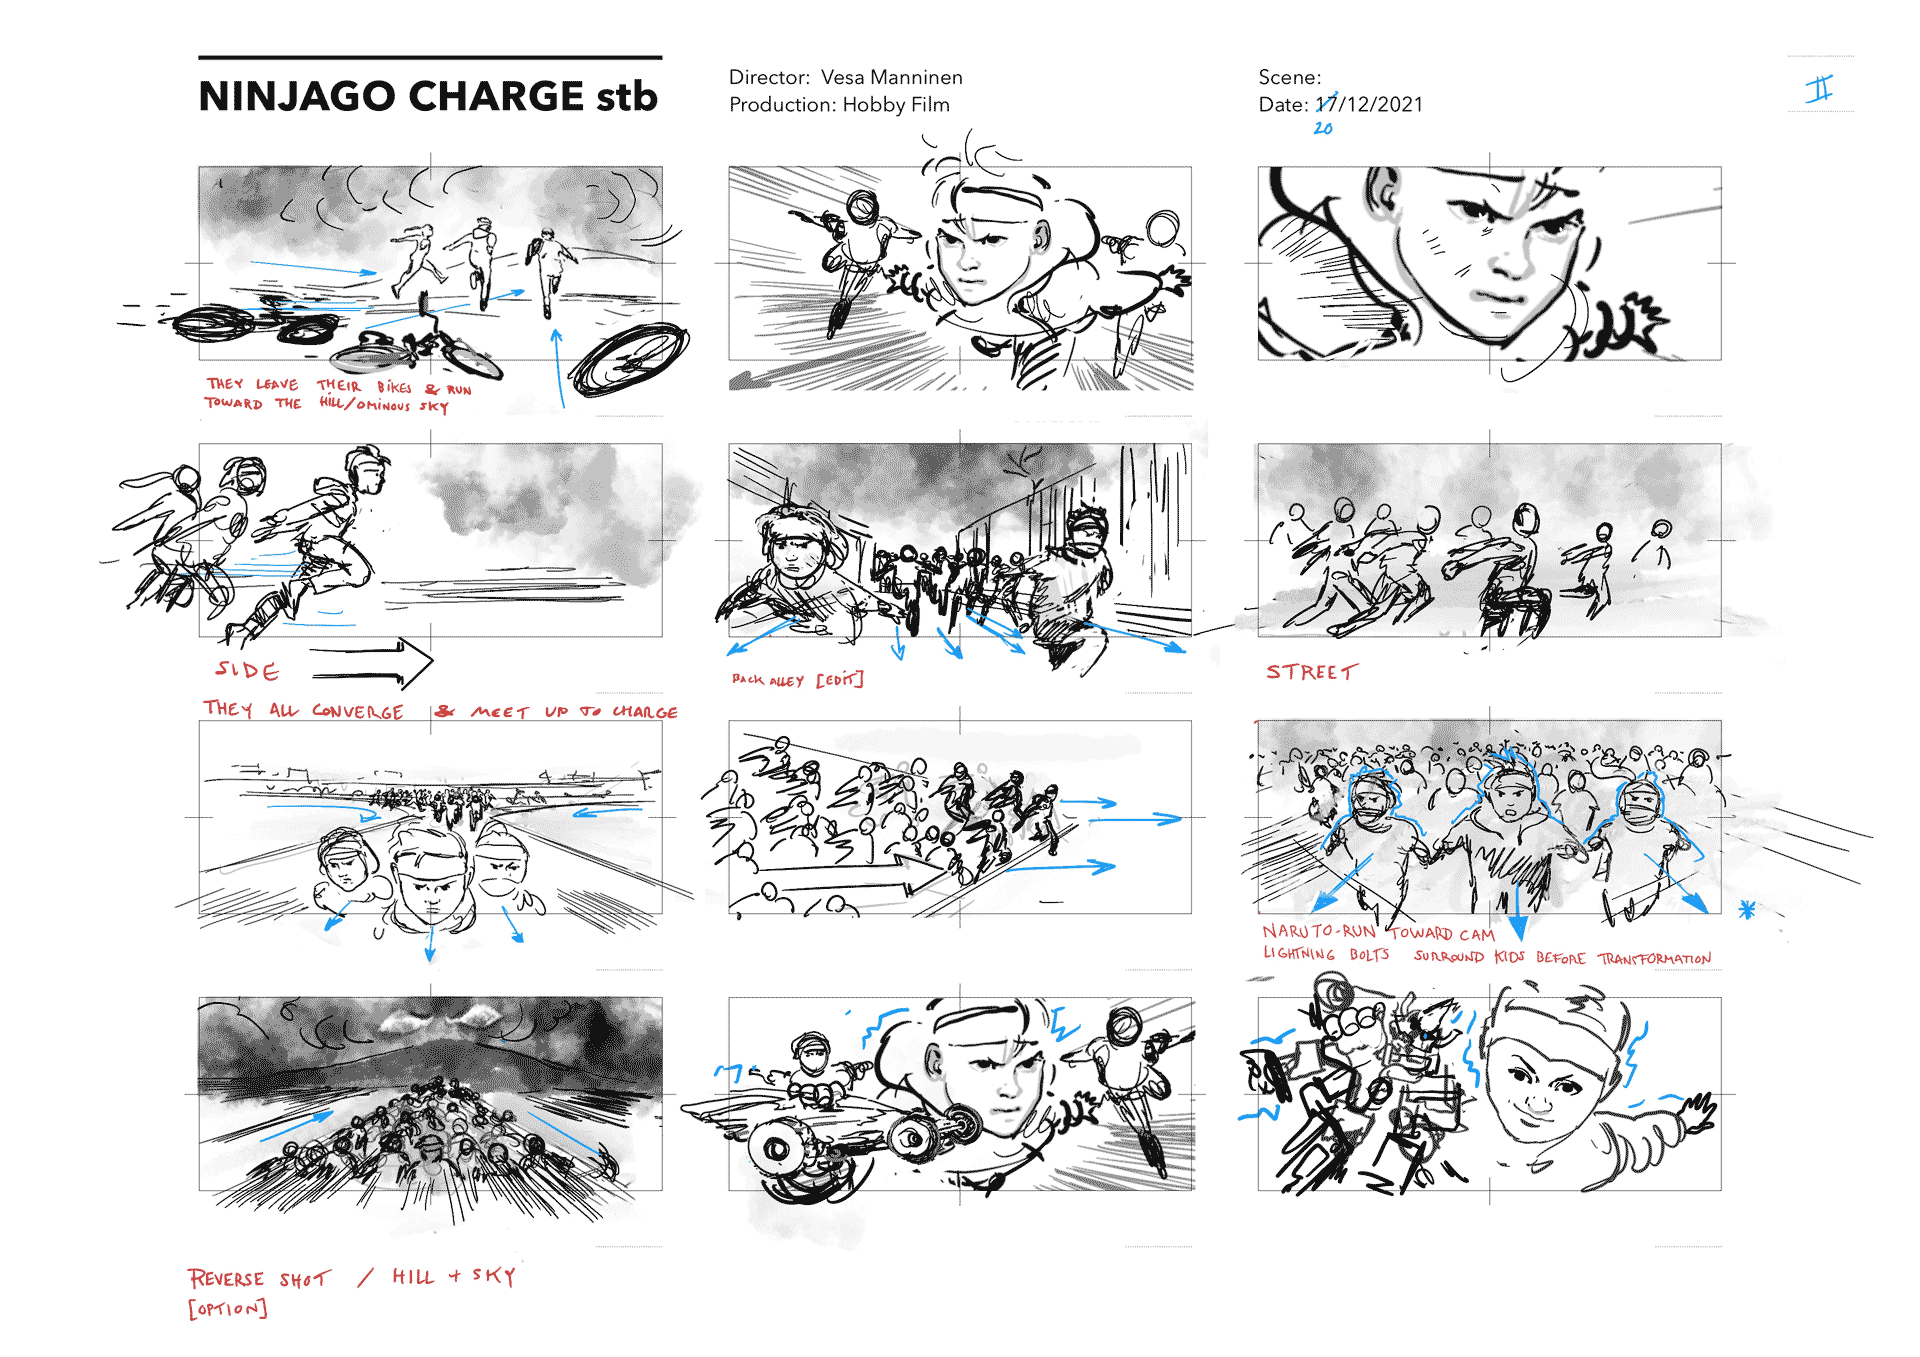 NINJAGO CHARGE stb
Director: Vesa Manninen
Production: Hobby Film
Scene:
Date: 17/12/2021
20
II
THEY LEAVE THEIR BIKES & RUN
TOWARD THE HILL/OMINOUS SKY
SIDE
BACK ALLEY [EDIT]
STREET
THEY ALL CONVERGE & MEET UP TO CHARGE
NARUTO-RUN TOWARD CAM
LIGHTNING BOLTS SURROUND KIDS BEFORE TRANSFORMATION
REVERSE SHOT / HILL + SKY
[OPTION]